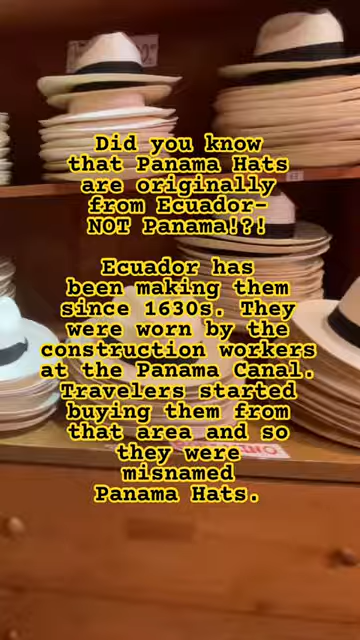 Did you know
that Panama Hats
are originally
from Ecuador-
NOT Panama!?!
Ecuador has
been making them
since 1630s. They
were worn by the
construction workers
at the Panama Canal.
Travelers started
buying them from
that area and so
they were
misnamed
Panama Hats.